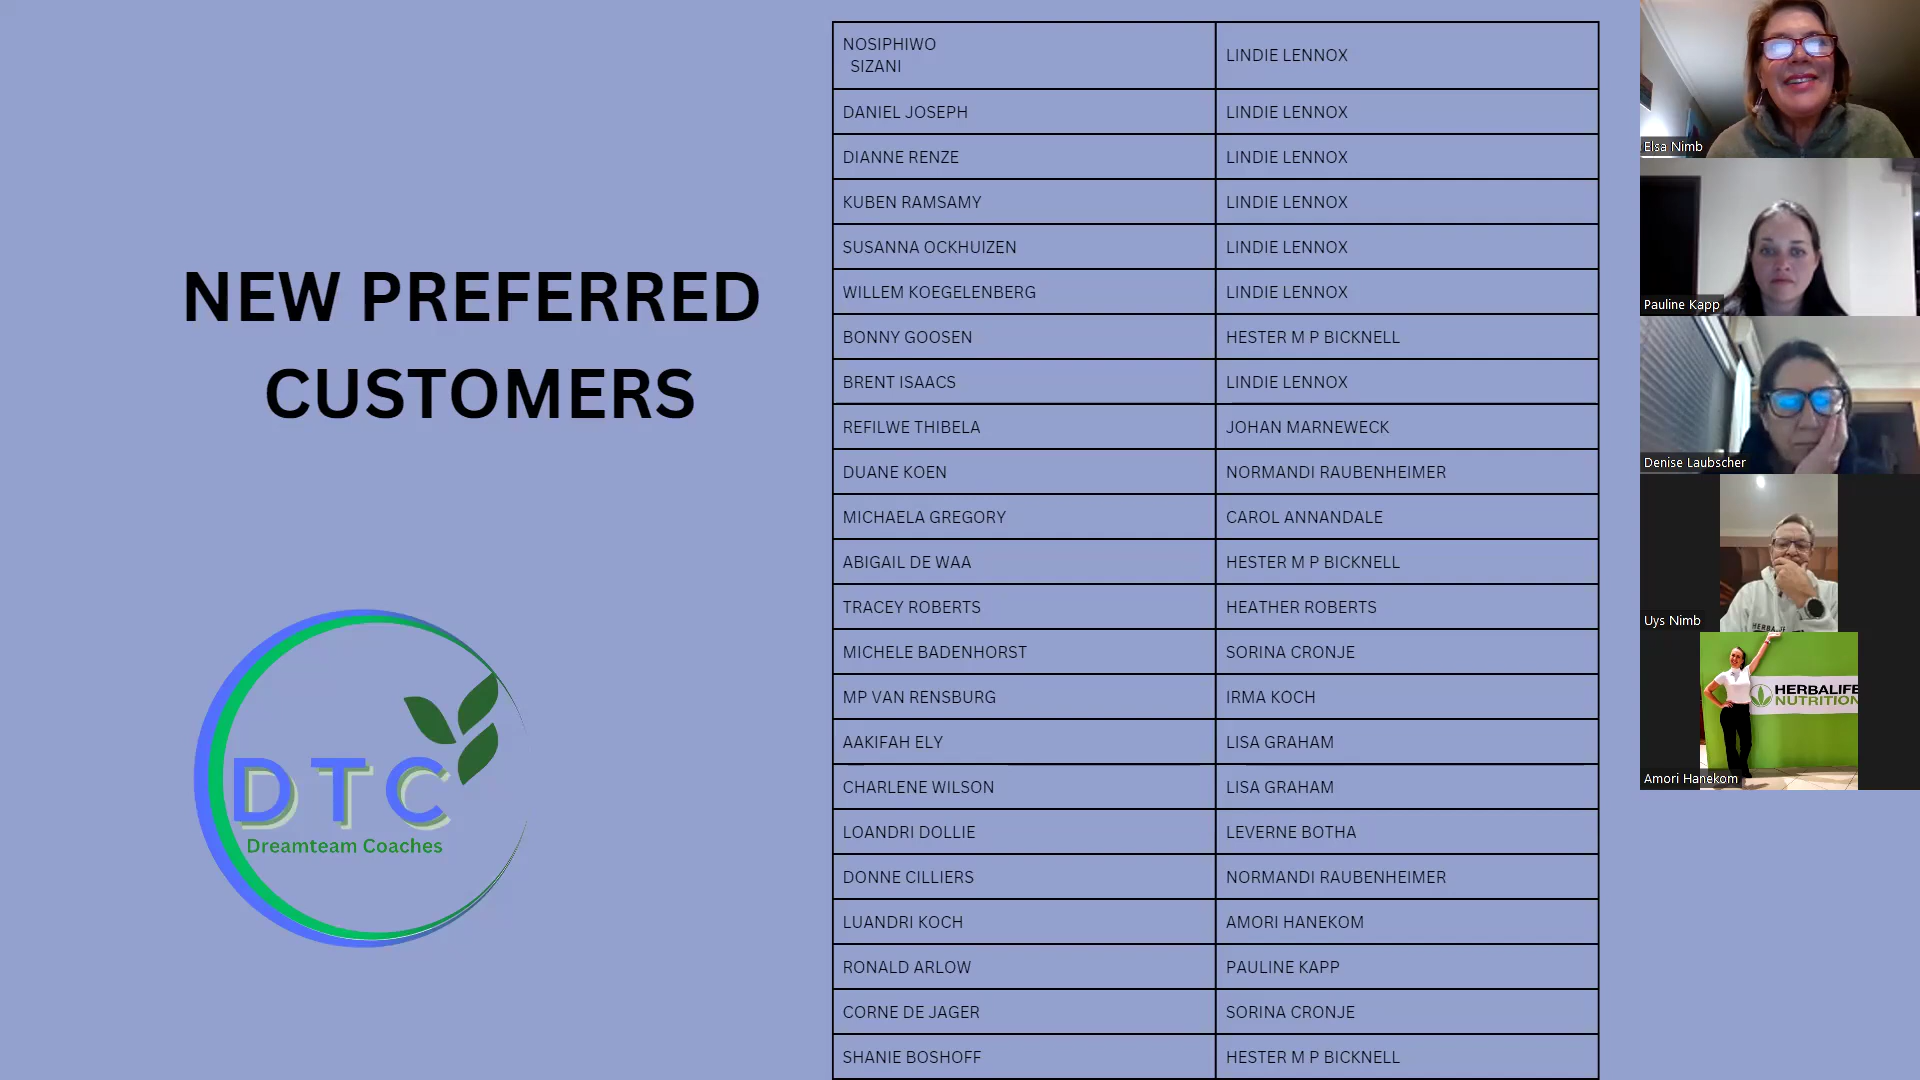 NEW PREFERRED
CUSTOMERS
DTC
Dreamteam Coaches
NOSIPHIWO
SIZANI
LINDIE LENNOX
DANIEL JOSEPH
LINDIE LENNOX
DIANNE RENZE
LINDIE LENNOX
KUBEN RAMSAMY
LINDIE LENNOX
SUSANNA OCKHUIZEN
LINDIE LENNOX
WILLEM KOEGELENBERG
LINDIE LENNOX
BONNY GOOSEN
HESTER M P BICKNELL
BRENT ISAACS
LINDIE LENNOX
REFILWE THIBELA
JOHAN MARNEWECK
DUANE KOEN
NORMANDI RAUBENHEIMER
MICHAELA GREGORY
CAROL ANNANDALE
ABIGAIL DE WAA
HESTER M P BICKNELL
TRACEY ROBERTS
HEATHER ROBERTS
MICHELE BADENHORST
SORINA CRONJE
MP VAN RENSBURG
IRMA KOCH
AAKIFAH ELY
LISA GRAHAM
CHARLENE WILSON
LISA GRAHAM
LOANDRI DOLLIE
LEVERNE BOTHA
DONNE CILLIERS
NORMANDI RAUBENHEIMER
LUANDRI KOCH
AMORI HANEKOM
RONALD ARLOW
PAULINE KAPP
CORNE DE JAGER
SORINA CRONJE
SHANIE BOSHOFF
HESTER M P BICKNELL
Elsa Nimb
Pauline Kapp
Denise Laubscher
Uys Nimb
HERBALIFE
NUTRITION
Amori Hanekom